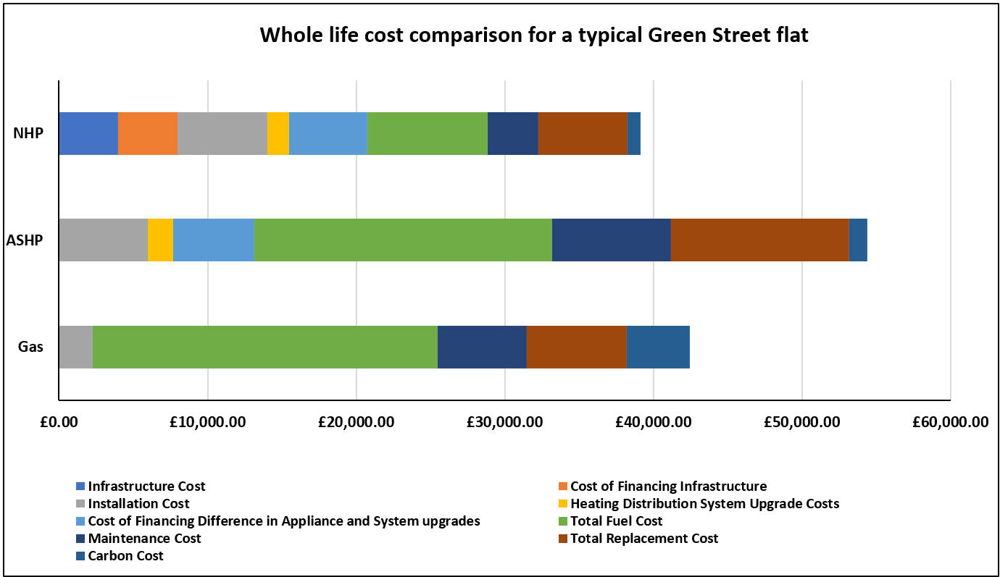 Whole life cost comparison for a typical Green Street flat
NHP
ASHP
Gas
£0.00 £10,000.00 £20,000.00 £30,000.00 £40,000.00 £50,000.00 £60,000.00
Infrastructure Cost Cost of Financing Infrastructure
Installation Cost Heating Distribution System Upgrade Costs
Cost of Financing Difference in Appliance and System upgrades Total Fuel Cost
Maintenance Cost Total Replacement Cost
Carbon Cost